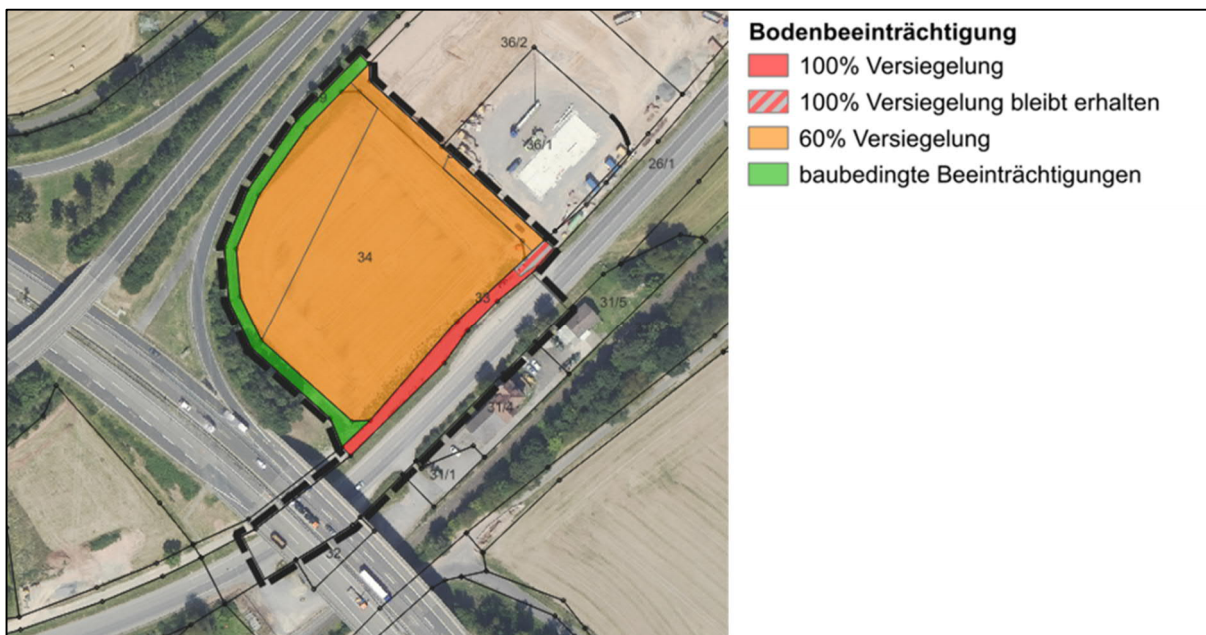 Bodenbeeinträchtigung
100% Versiegelung
100% Versiegelung bleibt erhalten
60% Versiegelung
baubedingte Beeinträchtigungen
36/2
36/1
26/1
34
33
31/5
31/4
31/1
32